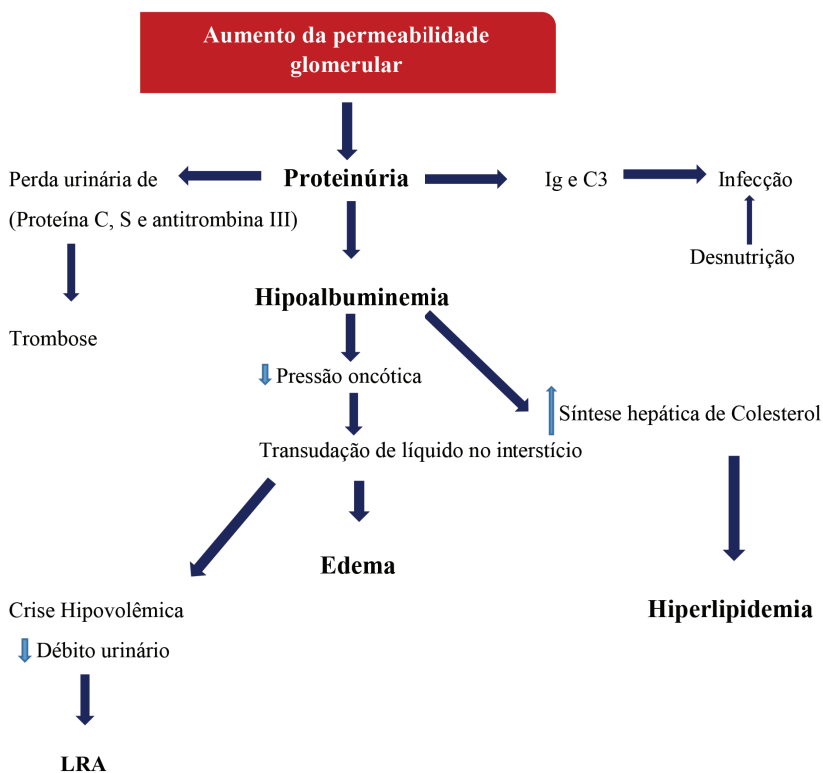 Aumento da permeabilidade
glomerular
Perda urinária de
(Proteína C, S e antitrombina III)
Proteinúria
Ig e C3
Infecção
Desnutrição
Trombose
Hipoalbuminemia
Pressão oncótica
Síntese hepática de Colesterol
Transudação de líquido no interstício
Edema
Hiperlipidemia
Crise Hipovolêmica
Débito urinário
LRA